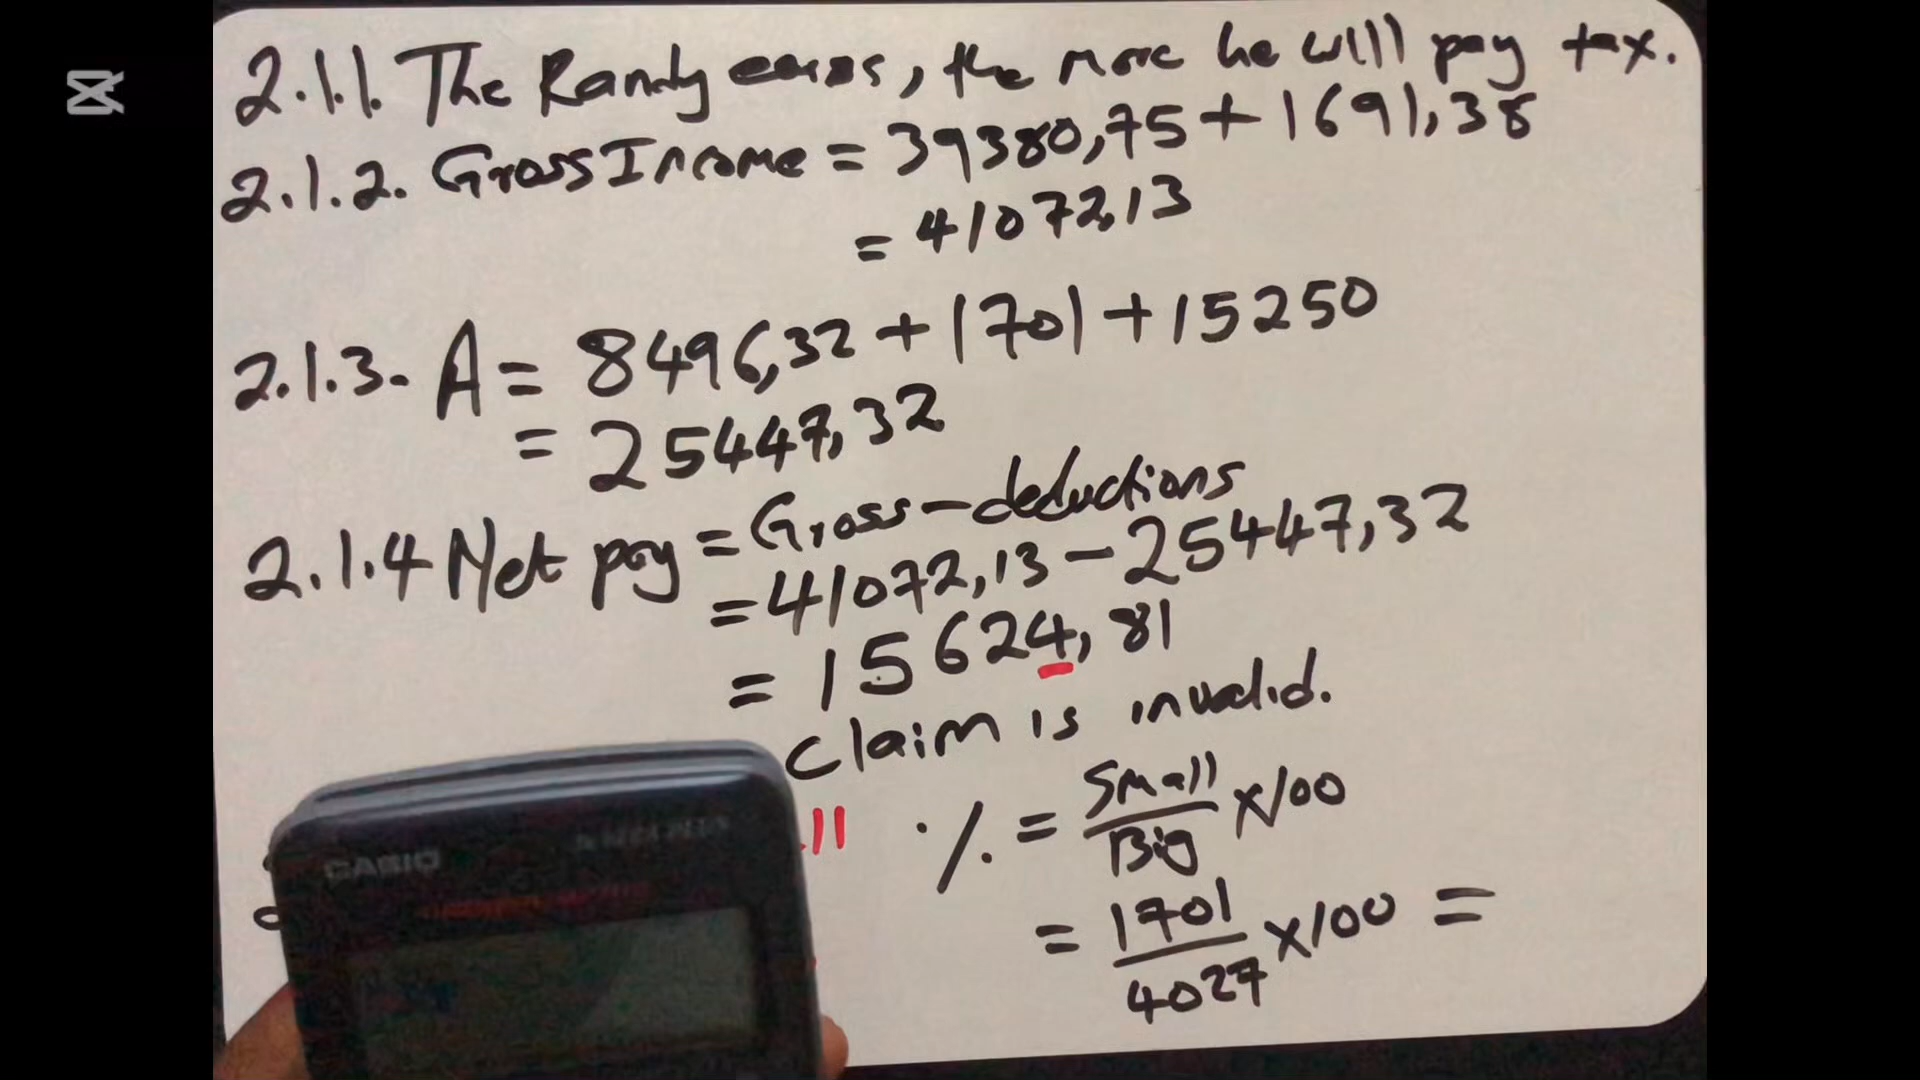 2.1.1. The Randy earns, the more he will pay tax.
2.1.2. Gross Income = 39380,75 + 1691,38
= 41072,13
2.1.3. A = 8496,32 + 1701 + 15250
= 25447,32
2.1.4 Net pay = Gross - deductions
= 41072,13 - 25447,32
= 15624,81
Claim is invalid.
·/. = Small/Big x100
= 1701/4027 x100 =
CASIO